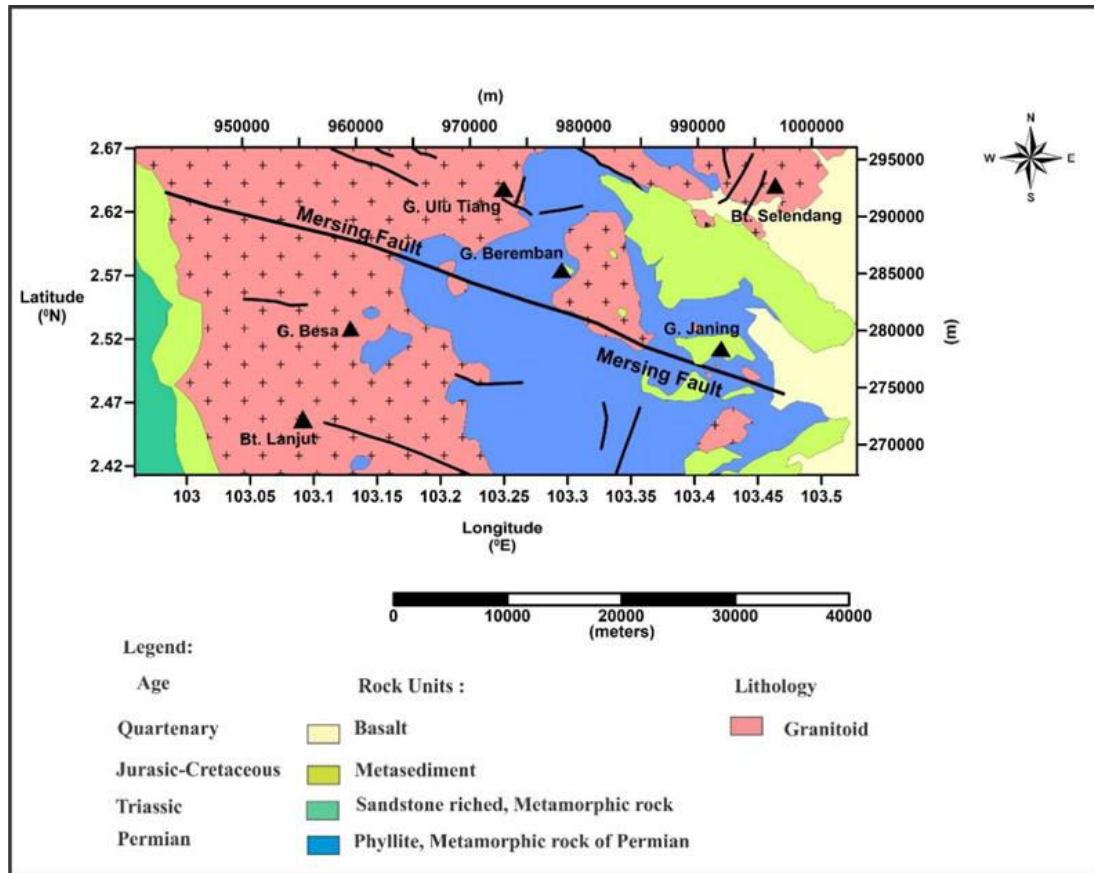 (m)
950000 960000 970000 980000 990000 1000000
N
W E
S
2.67
2.62
2.57
2.52
2.47
2.42
Latitude
(⁰N)
295000
290000
285000
280000
275000
270000
(m)
G. Ulu Tiang
Bt. Selendang
Mersing Fault
G. Beremban
G. Besa
G. Janing
Mersing Fault
Bt. Lanjut
103 103.05 103.1 103.15 103.2 103.25 103.3 103.35 103.4 103.45 103.5
Longitude
(⁰E)
0 10000 20000 30000 40000
(meters)
Legend:
Age Rock Units : Lithology
Quartenary Basalt Granitoid
Jurasic-Cretaceous Metasediment
Triassic Sandstone riched, Metamorphic rock
Permian Phyllite, Metamorphic rock of Permian